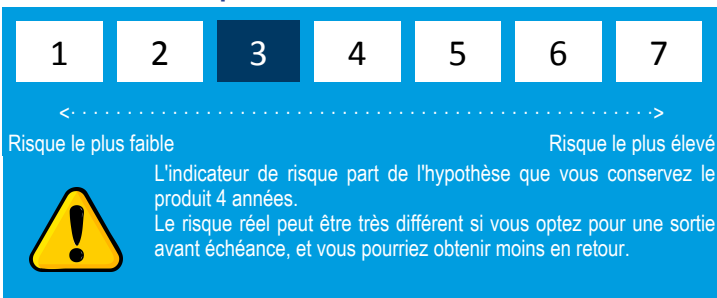 1 2 3 4 5 6 7
Risque le plus faible Risque le plus élevé
L'indicateur de risque part de l'hypothèse que vous conservez le
produit 4 années.
Le risque réel peut être très différent si vous optez pour une sortie
avant échéance, et vous pourriez obtenir moins en retour.